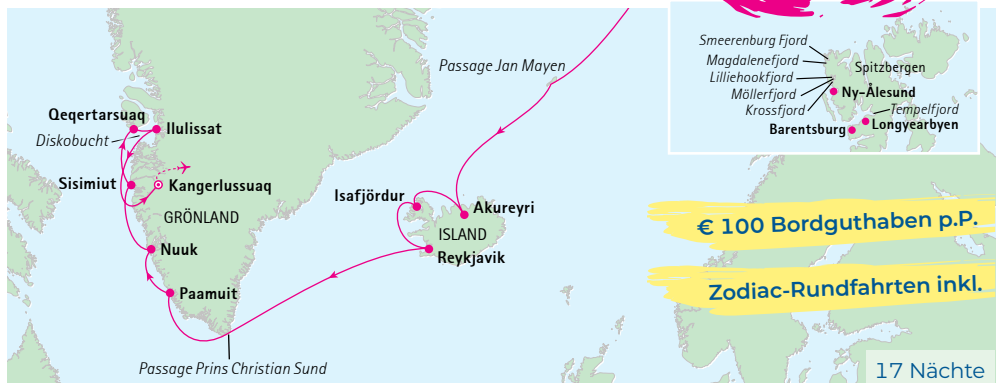 Passage Jan Mayen
Qeqertarsuaq
Ilulissat
Diskobucht
Sisimiut
Kangerlussuaq
GRÖNLAND
Nuuk
Paamuit
Passage Prins Christian Sund
Isafjördur
Akureyri
ISLAND
Reykjavik
Smeerenburg Fjord
Magdalenefjord
Spitzbergen
Lilliehookfjord
Möllerfjord
Ny-Ålesund
Krossfjord
Tempelfjord
Barentsburg
Longyearbyen
€ 100 Bordguthaben p.P.
Zodiac-Rundfahrten inkl.
17 Nächte